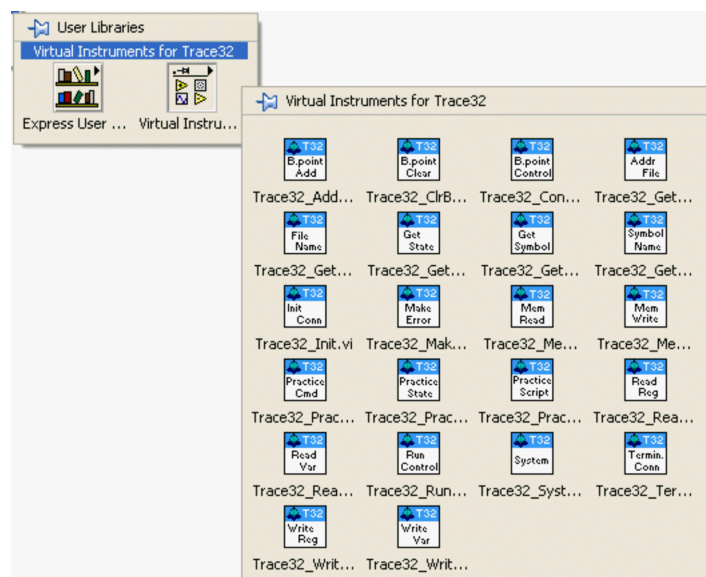 User Libraries
Virtual Instruments for Trace32
Express User ... Virtual Instru...
Virtual Instruments for Trace32
T32 T32 T32 T32
B.point B.point B.point Addr
Add Clear Control File
Trace32_Add... Trace32_ClrB... Trace32_Con... Trace32_Get...
T32 T32 T32 T32
File Get Get Symbol
Name State Symbol Name
Trace32_Get... Trace32_Get... Trace32_Get... Trace32_Get...
T32 T32 T32 T32
Init Make Mem Mem
Conn Error Read Write
Trace32_Init.vi Trace32_Mak... Trace32_Me... Trace32_Me...
T32 T32 T32 T32
Practice Practice Practice Read
Cmd State Script Reg
Trace32_Prac... Trace32_Prac... Trace32_Prac... Trace32_Rea...
T32 T32 T32 T32
Read Run System Termin.
Var Control Conn
Trace32_Rea... Trace32_Run... Trace32_Syst... Trace32_Ter...
T32 T32
Write Write
Reg Var
Trace32_Writ... Trace32_Writ...